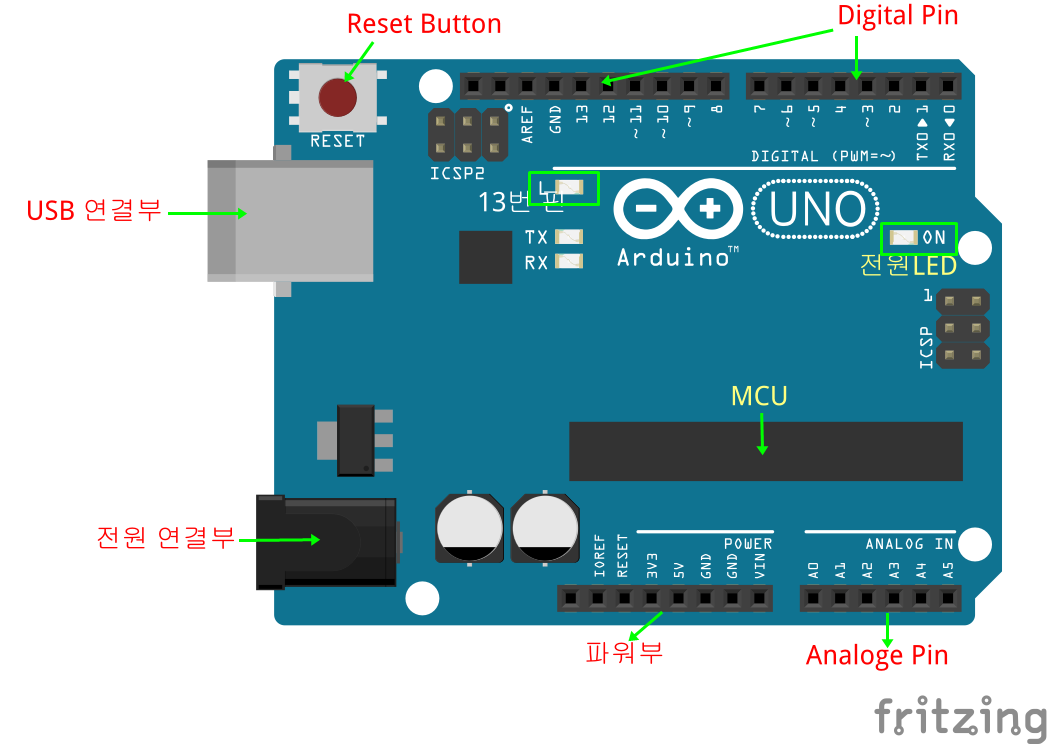 Reset Button
Digital Pin
RESET
ICSP2
AREF
GND
13
12
~11
~10
~9
8
7
~6
~5
4
~3
2
TX0▶1
RX0◀0
DIGITAL (PWM=~)
L
13번 핀
TX
RX
Arduino™
UNO
ON
전원LED
USB 연결부
1
ICSP
MCU
전원 연결부
IOREF
RESET
3V3
5V
GND
GND
VIN
POWER
ANALOG IN
A0
A1
A2
A3
A4
A5
파워부
Analoge Pin
fritzing